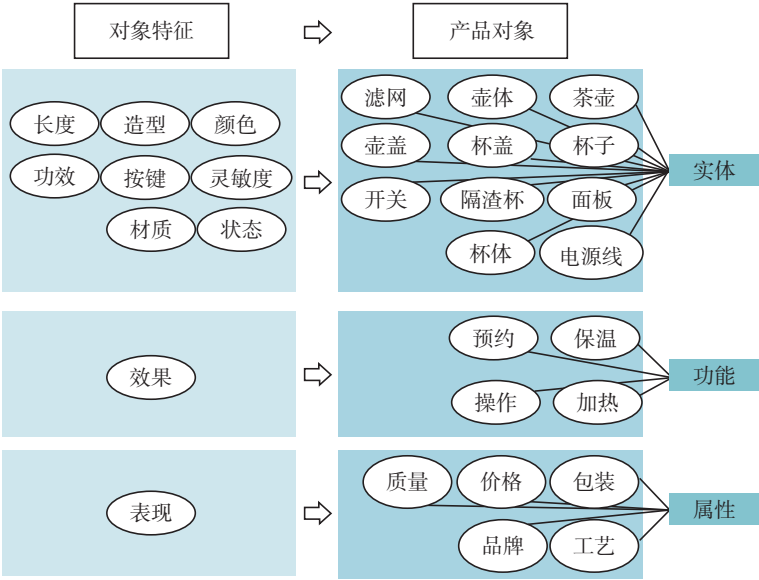 对象特征
产品对象
长度 造型 颜色
功效 按键 灵敏度
材质 状态
滤网 壶体 茶壶
壶盖 杯盖 杯子
开关 隔渣杯 面板
杯体 电源线
实体
效果
预约 保温
操作 加热
功能
表现
质量 价格 包装
品牌 工艺
属性